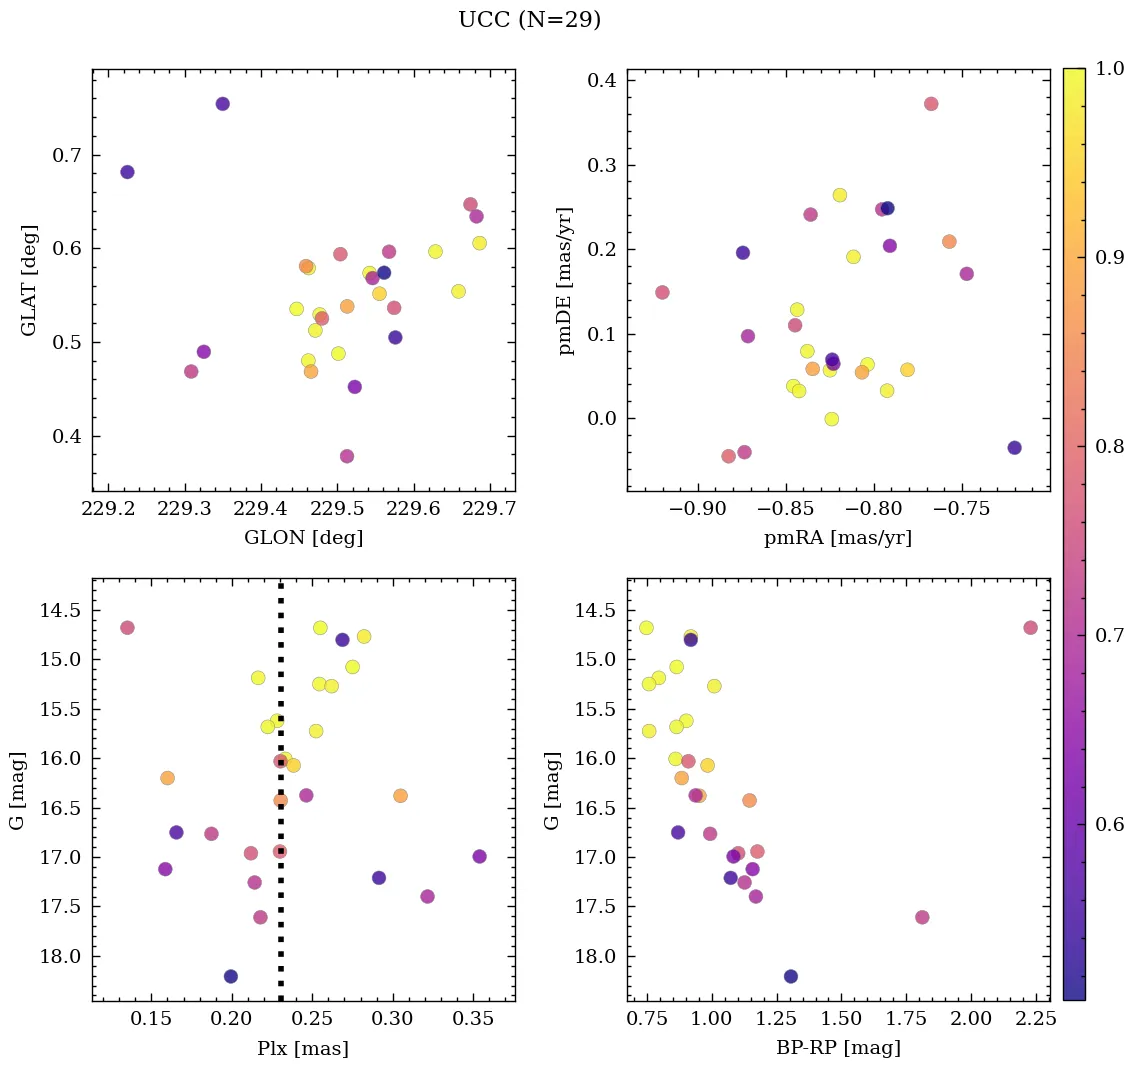 UCC (N=29)
0.7
0.6
0.5
0.4
GLAT [deg]
229.2 229.3 229.4 229.5 229.6 229.7
GLON [deg]
0.4
0.3
0.2
0.1
0.0
pmDE [mas/yr]
−0.90 −0.85 −0.80 −0.75
pmRA [mas/yr]
1.0
0.9
0.8
0.7
0.6
14.5
15.0
15.5
16.0
16.5
17.0
17.5
18.0
G [mag]
0.15 0.20 0.25 0.30 0.35
Plx [mas]
14.5
15.0
15.5
16.0
16.5
17.0
17.5
18.0
G [mag]
0.75 1.00 1.25 1.50 1.75 2.00 2.25
BP-RP [mag]